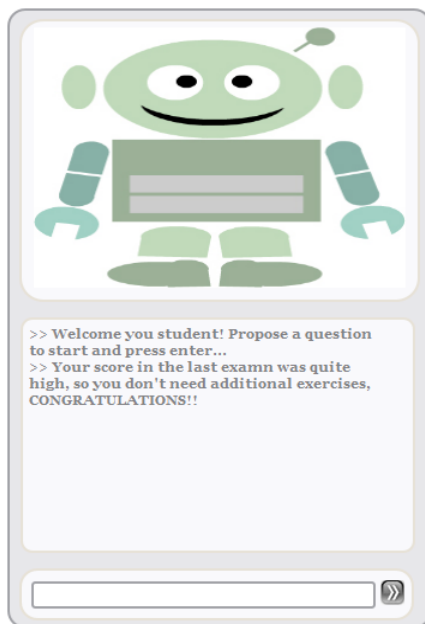 >> Welcome you student! Propose a question
to start and press enter...
>> Your score in the last examn was quite
high, so you don't need additional exercises,
CONGRATULATIONS!!